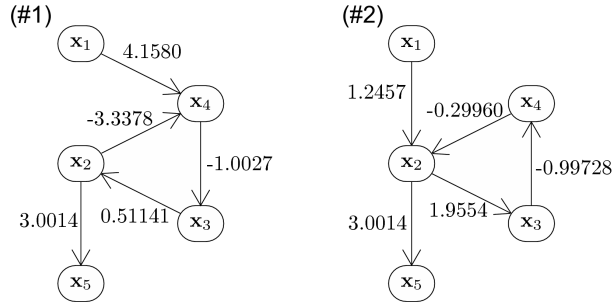 (#1)
x1
4.1580
x4
-3.3378
x2
-1.0027
0.51141
3.0014
x3
x5
(#2)
x1
1.2457
-0.29960
x4
x2
-0.99728
1.9554
3.0014
x3
x5